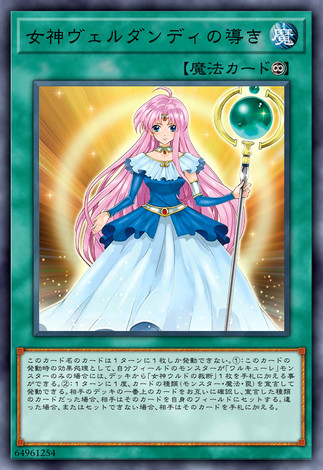 女神ヴェルダンディの導き
魔
【魔法カード】
このカード名のカードは1ターンに1枚しか発動できない。①:このカード
の発動時の効果処理として、自分フィールドのモンスターが「ワルキューレ」モン
スターのみの場合には、デッキから「女神ウルドの裁断」1枚を手札に加える事
ができる。②:1ターンに1度、カードの種類(モンスター・魔法・罠)を宣言して
発動できる。相手のデッキの一番上のカードをお互いに確認し、宣言した種類の
カードだった場合、相手はそのカードを自身のフィールドにセットする。違
った場合、またはセットできない場合、相手はそのカードを手札に加える。
64961254